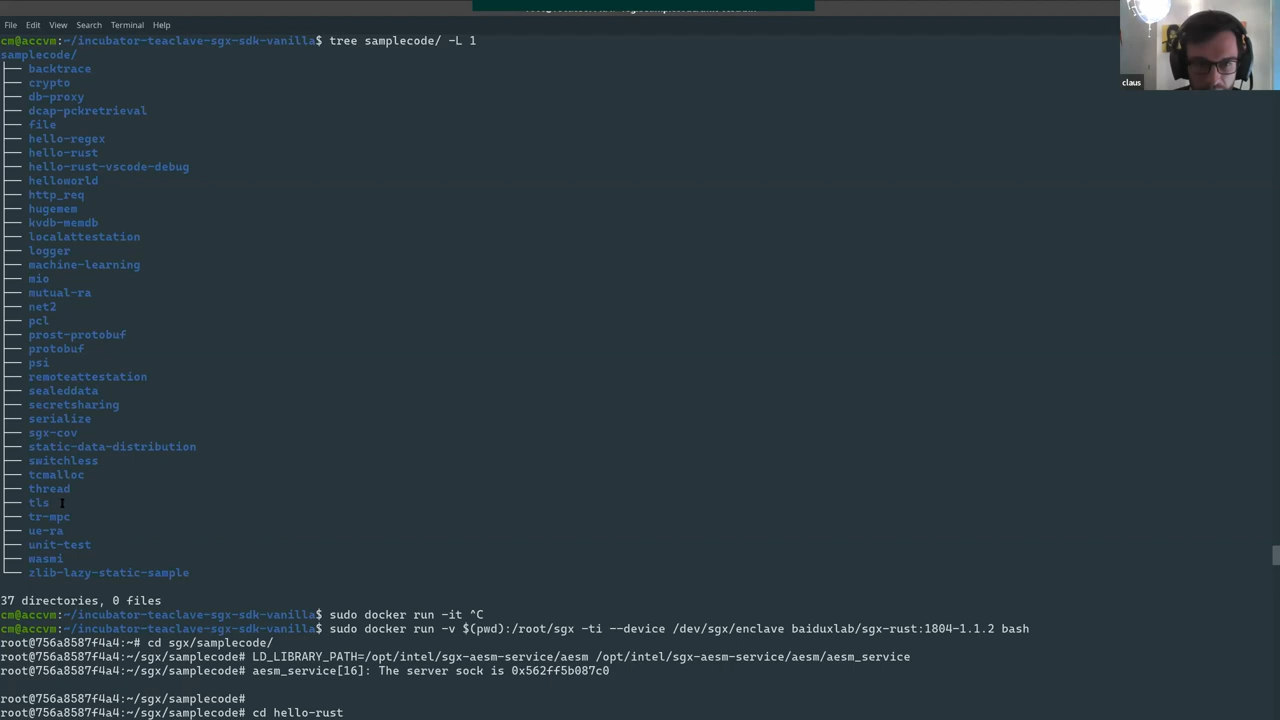 File Edit View Search Terminal Help
cm@accvm:~/incubator-teaclave-sgx-sdk-vanilla$ tree samplecode/ -L 1
samplecode/
├── backtrace
├── crypto
├── db-proxy
├── dcap-pckretrieval
├── file
├── hello-regex
├── hello-rust
├── hello-rust-vscode-debug
├── helloworld
├── http_req
├── hugemem
├── kvdb-memdb
├── localattestation
├── logger
├── machine-learning
├── mio
├── mutual-ra
├── net2
├── pcl
├── prost-protobuf
├── protobuf
├── psi
├── remoteattestation
├── sealeddata
├── secretsharing
├── serialize
├── sgx-cov
├── static-data-distribution
├── switchless
├── tcmalloc
├── thread
├── tls
├── tr-mpc
├── ue-ra
├── unit-test
├── wasmi
└── zlib-lazy-static-sample
37 directories, 0 files
cm@accvm:~/incubator-teaclave-sgx-sdk-vanilla$ sudo docker run -it ^C
cm@accvm:~/incubator-teaclave-sgx-sdk-vanilla$ sudo docker run -v $(pwd):/root/sgx -ti --device /dev/sgx/enclave baiduxlab/sgx-rust:1804-1.1.2 bash
root@756a8587f4a4:~# cd sgx/samplecode/
root@756a8587f4a4:~/sgx/samplecode# LD_LIBRARY_PATH=/opt/intel/sgx-aesm-service/aesm /opt/intel/sgx-aesm-service/aesm/aesm_service
root@756a8587f4a4:~/sgx/samplecode# aesm_service[16]: The server sock is 0x562ff5b087c0
root@756a8587f4a4:~/sgx/samplecode#
root@756a8587f4a4:~/sgx/samplecode# cd hello-rust
claus